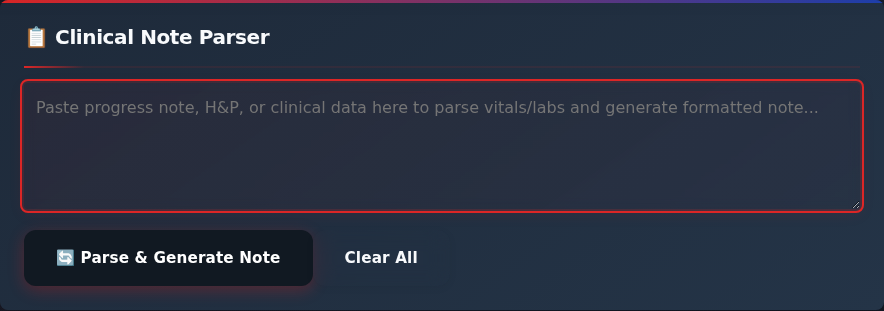 📋 Clinical Note Parser
Paste progress note, H&P, or clinical data here to parse vitals/labs and generate formatted note...
🔄 Parse & Generate Note
Clear All